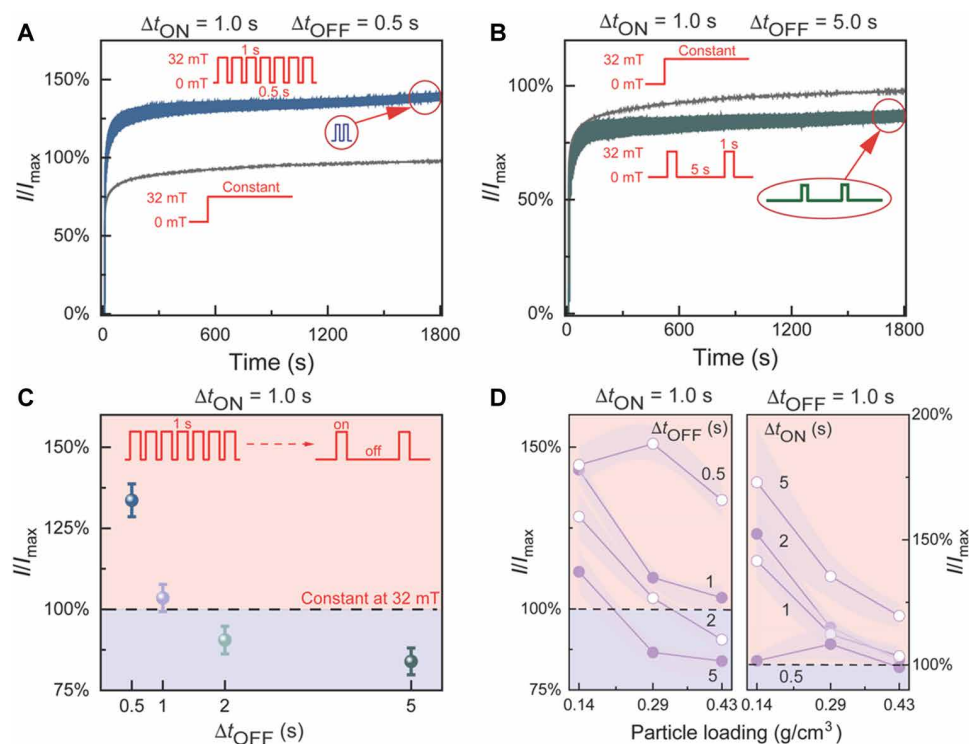 A
Δt_ON = 1.0 s Δt_OFF = 0.5 s
150%
100%
50%
0%
I/I_max
32 mT
0 mT
1 s
0.5 s
32 mT
0 mT
Constant
0 600 1200 1800
Time (s)
B
Δt_ON = 1.0 s Δt_OFF = 5.0 s
100%
50%
0%
I/I_max
32 mT
0 mT
Constant
32 mT
0 mT
1 s
5 s
0 600 1200 1800
Time (s)
C
Δt_ON = 1.0 s
150%
125%
100%
75%
I/I_max
1 s
on
off
Constant at 32 mT
0.5 1 2 5
Δt_OFF (s)
D
Δt_ON = 1.0 s
Δt_OFF = 1.0 s
150%
125%
100%
75%
I/I_max
Δt_OFF (s)
0.5
1
2
5
Δt_ON (s)
5
2
1
0.5
200%
150%
100%
I/I_max
0.14 0.29 0.43
0.14 0.29 0.43
Particle loading (g/cm³)